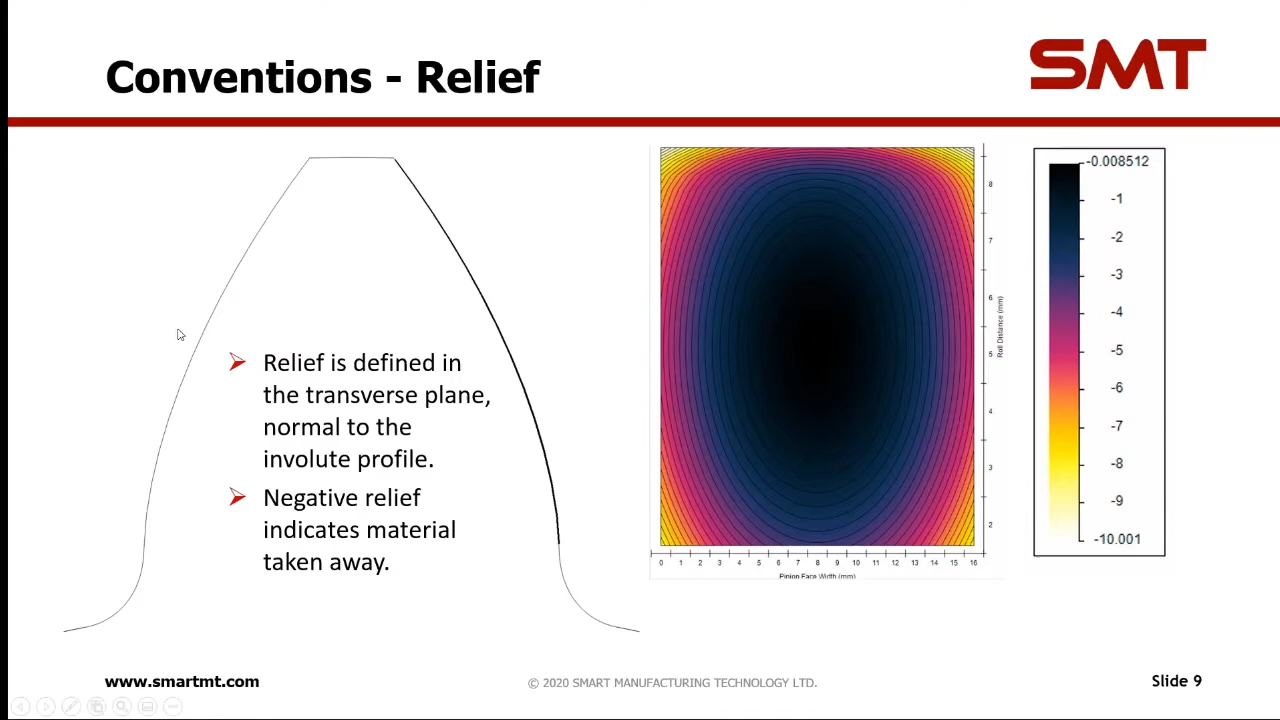 Conventions - Relief
SMT
Relief is defined in
the transverse plane,
normal to the
involute profile.
Negative relief
indicates material
taken away.
8
7
6
5
4
3
2
Roll Distance (mm)
0 1 2 3 4 5 6 7 8 9 10 11 12 13 14 15 16
Pinion Face Width (mm)
-0.008512
-1
-2
-3
-4
-5
-6
-7
-8
-9
-10.001
www.smartmt.com
© 2020 SMART MANUFACTURING TECHNOLOGY LTD.
Slide 9